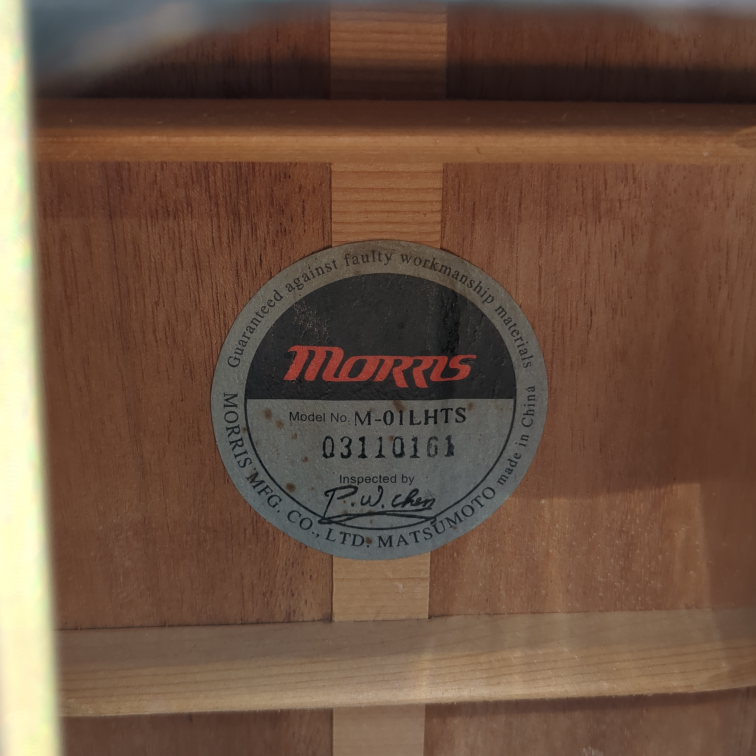 Guaranteed against faulty workmanship materials
MORRIS
Model No. M-01LHTS
03110161
Inspected by
P.W. Chen
MORRIS MFG. CO., LTD. MATSUMOTO made in China